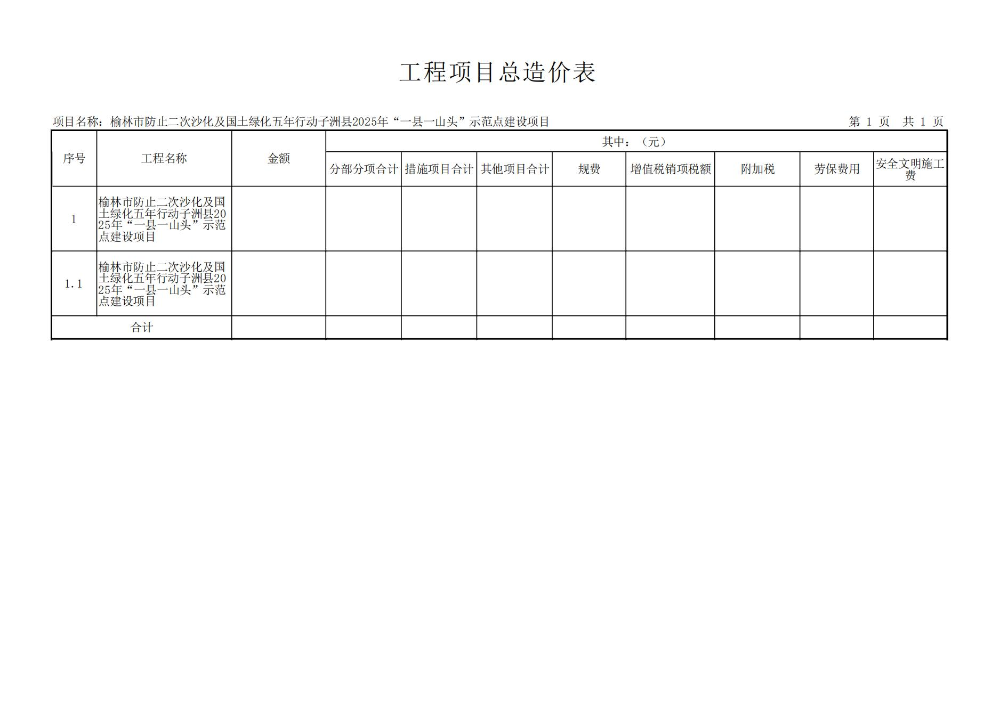 工程项目总造价表
项目名称：榆林市防止二次沙化及国土绿化五年行动子洲县2025年“一县一山头”示范点建设项目 第 1 页 共 1 页
序号 工程名称 金额 其中：（元）
分部分项合计 措施项目合计 其他项目合计 规费 增值税销项税额 附加税 劳保费用 安全文明施工
费
1 榆林市防止二次沙化及国
土绿化五年行动子洲县20
25年“一县一山头”示范
点建设项目
1.1 榆林市防止二次沙化及国
土绿化五年行动子洲县20
25年“一县一山头”示范
点建设项目
合计